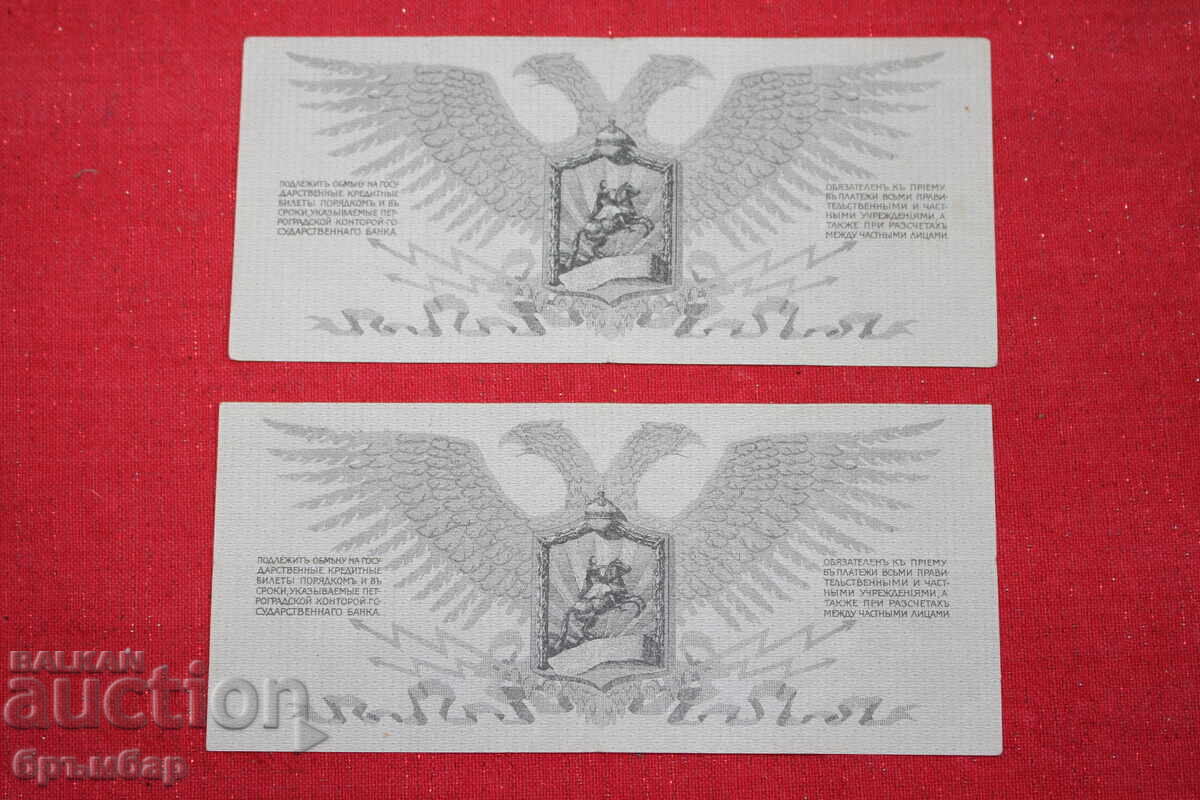 ПОДЛЕЖИТЪ ОБМѢНУ НА ГОСУ-
ДАРСТВЕННЫЕ КРЕДИТНЫЕ
БИЛЕТЫ ПОРЯДКОМЪ И ВЪ
СРОКИ, УКАЗЫВАЕМЫЕ ПЕТ-
РОГРАДСКОЙ КОНТОРОЙ ГО-
СУДАРСТВЕННАГО БАНКА.
ОБЯЗАТЕЛЕНЪ КЪ ПРІЕМУ
ВЪ ПЛАТЕЖИ ВСѢМИ ПРАВИ-
ТЕЛЬСТВЕННЫМИ И ЧАСТ-
НЫМИ УЧРЕЖДЕНІЯМИ, А
ТАКЖЕ ПРИ РАЗСЧЕТАХЪ
МЕЖДУ ЧАСТНЫМИ ЛИЦАМИ.
ПОДЛЕЖИТЪ ОБМѢНУ НА ГОСУ-
ДАРСТВЕННЫЕ КРЕДИТНЫЕ
БИЛЕТЫ ПОРЯДКОМЪ И ВЪ
СРОКИ, УКАЗЫВАЕМЫЕ ПЕТ-
РОГРАДСКОЙ КОНТОРОЙ ГО-
СУДАРСТВЕННАГО БАНКА.
ОБЯЗАТЕЛЕНЪ КЪ ПРІЕМУ
ВЪ ПЛАТЕЖИ ВСѢМИ ПРАВИ-
ТЕЛЬСТВЕННЫМИ И ЧАСТ-
НЫМИ УЧРЕЖДЕНІЯМИ, А
ТАКЖЕ ПРИ РАЗСЧЕТАХЪ
МЕЖДУ ЧАСТНЫМИ ЛИЦАМИ
BALKAN
auction
бръмбар